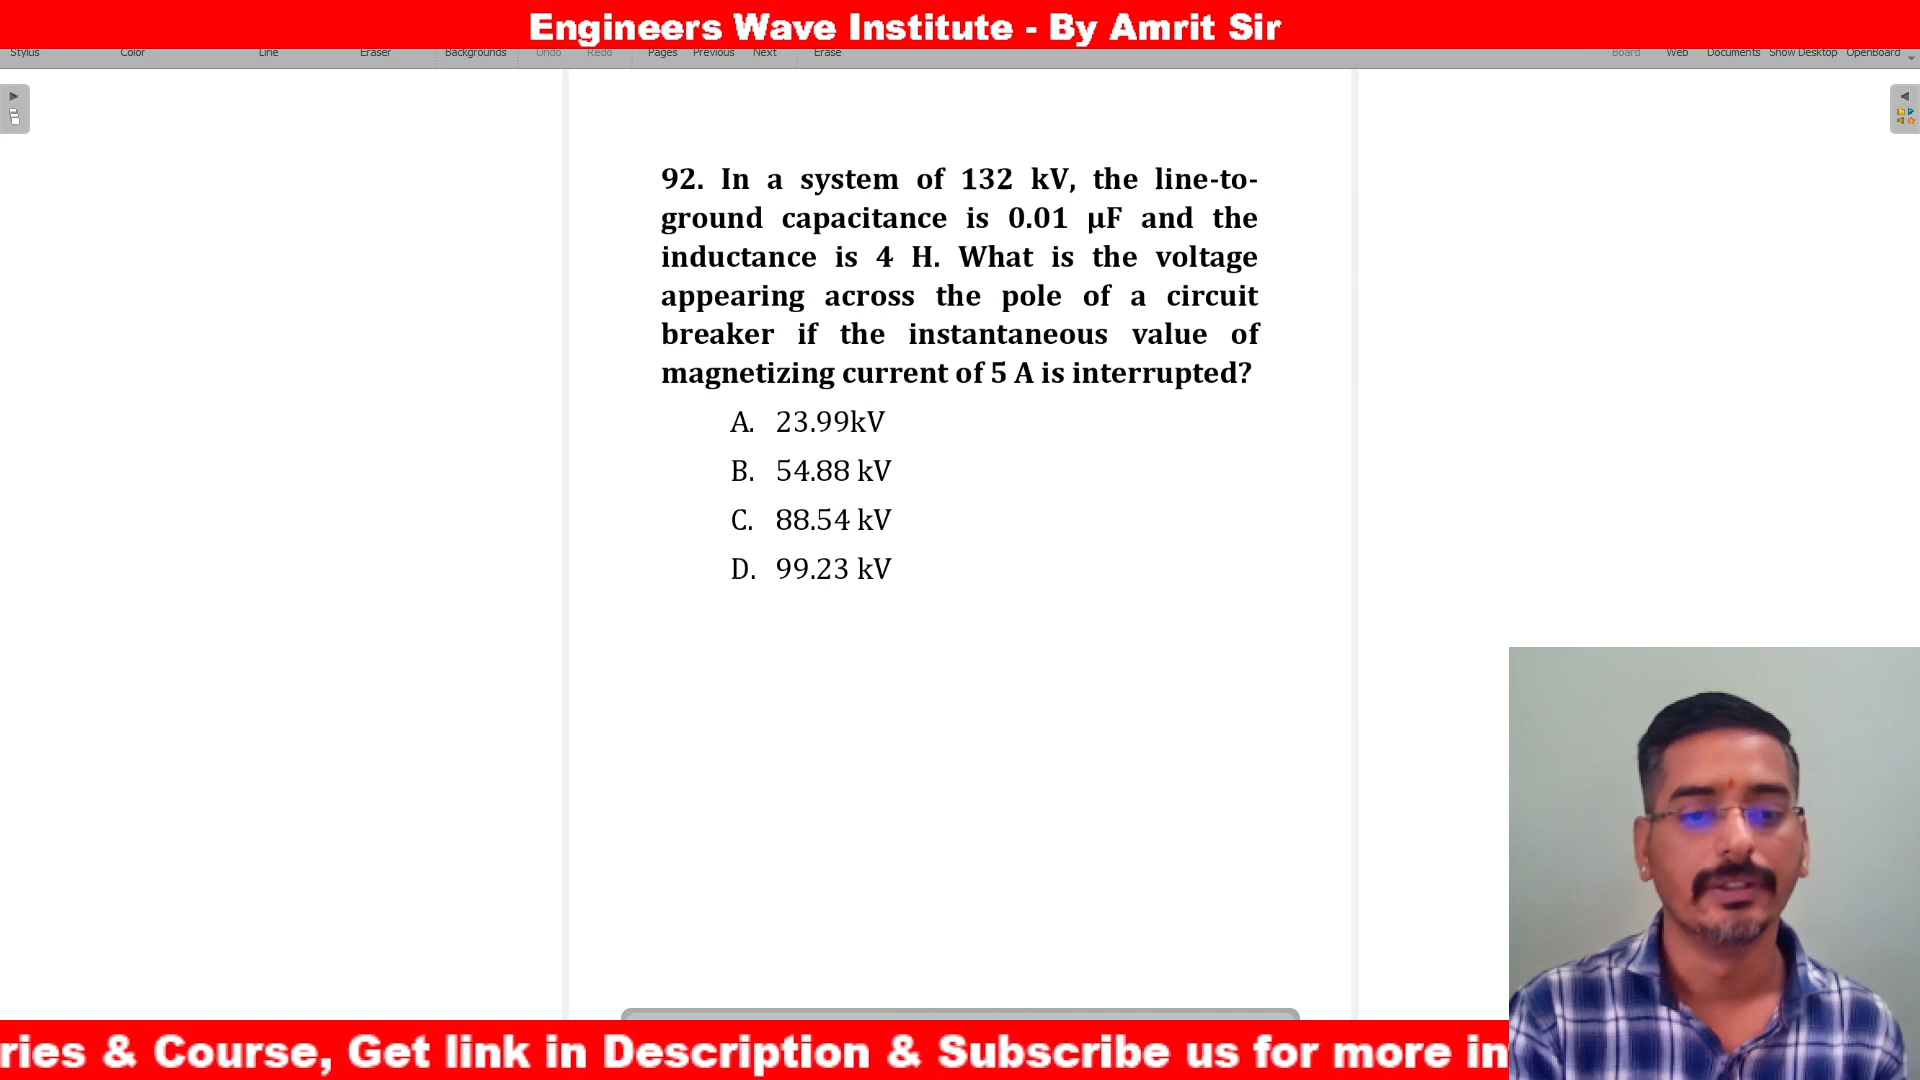 Engineers Wave Institute - By Amrit Sir
Stylus Color Line Eraser Backgrounds Undo Redo Pages Previous Next Erase Board Web Documents Show Desktop OpenBoard
92. In a system of 132 kV, the line-to-
ground capacitance is 0.01 µF and the
inductance is 4 H. What is the voltage
appearing across the pole of a circuit
breaker if the instantaneous value of
magnetizing current of 5 A is interrupted?
A. 23.99kV
B. 54.88 kV
C. 88.54 kV
D. 99.23 kV
ries & Course, Get link in Description & Subscribe us for more in